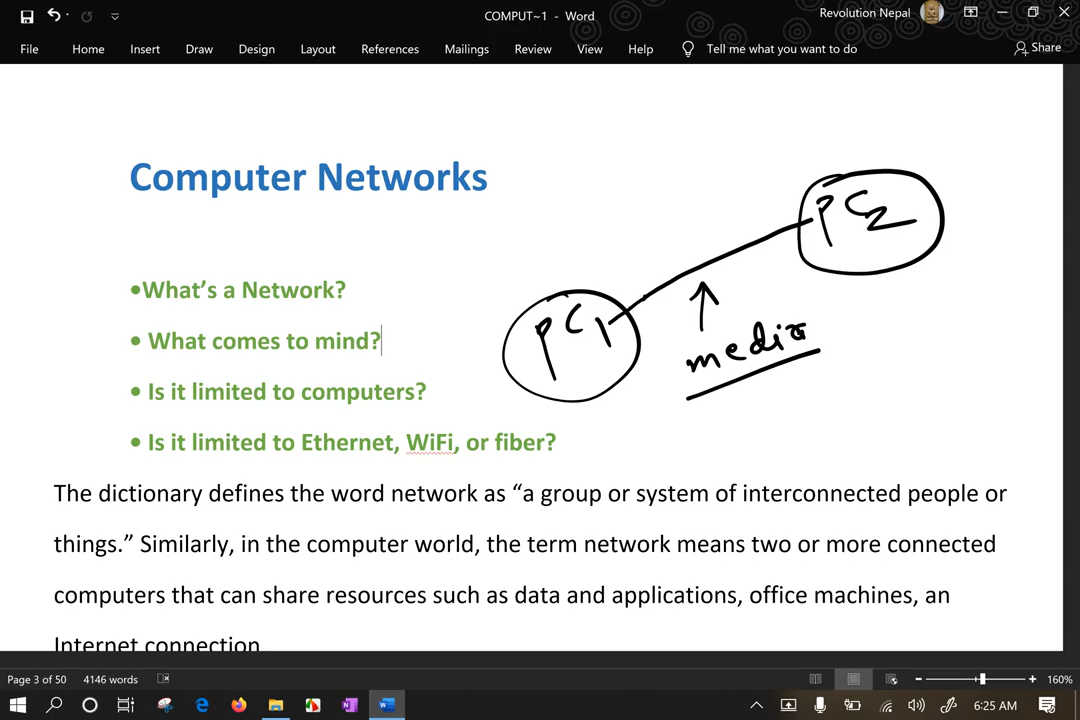 COMPUT~1 - Word
Revolution Nepal
File Home Insert Draw Design Layout References Mailings Review View Help Tell me what you want to do Share
Computer Networks
PC2
•What's a Network?
PC1
• What comes to mind?
media
• Is it limited to computers?
• Is it limited to Ethernet, WiFi, or fiber?
The dictionary defines the word network as “a group or system of interconnected people or
things.” Similarly, in the computer world, the term network means two or more connected
computers that can share resources such as data and applications, office machines, an
Internet connection
Page 3 of 50 4146 words 160%
6:25 AM